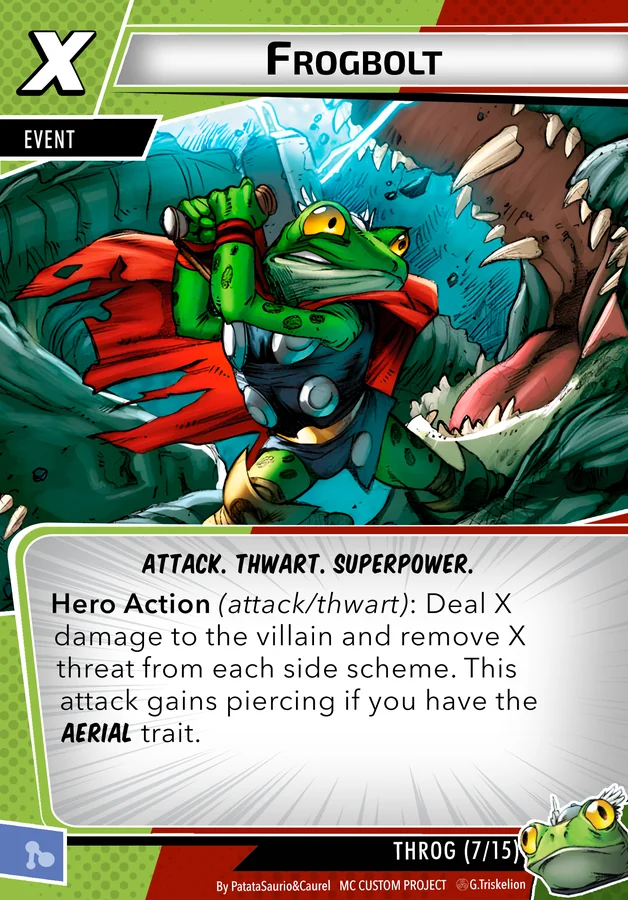 X
FROGBOLT
EVENT
ATTACK. THWART. SUPERPOWER.
Hero Action (attack/thwart): Deal X
damage to the villain and remove X
threat from each side scheme. This
attack gains piercing if you have the
AERIAL trait.
THROG (7/15)
By PatataSaurio&Caurel MC CUSTOM PROJECT G.Triskelion